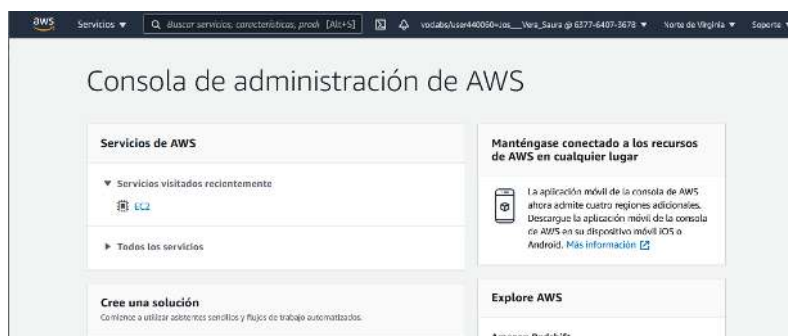 aws
Servicios ▼
Buscar servicios, características, produ [Alt+S]
Norte de Virginia ▼
Soporte
Consola de administración de AWS
Servicios de AWS
▼ Servicios visitados recientemente
EC2
▶ Todos los servicios
Cree una solución
Comience a utilizar asistentes sencillos y flujos de trabajo automatizados.
Manténgase conectado a los recursos
de AWS en cualquier lugar
La aplicación móvil de la consola de AWS
ahora admite cuatro regiones adicionales.
Descargue la aplicación móvil de la consola
de AWS en su dispositivo móvil iOS o
Android. Más información
Explore AWS
Amazon Redshift